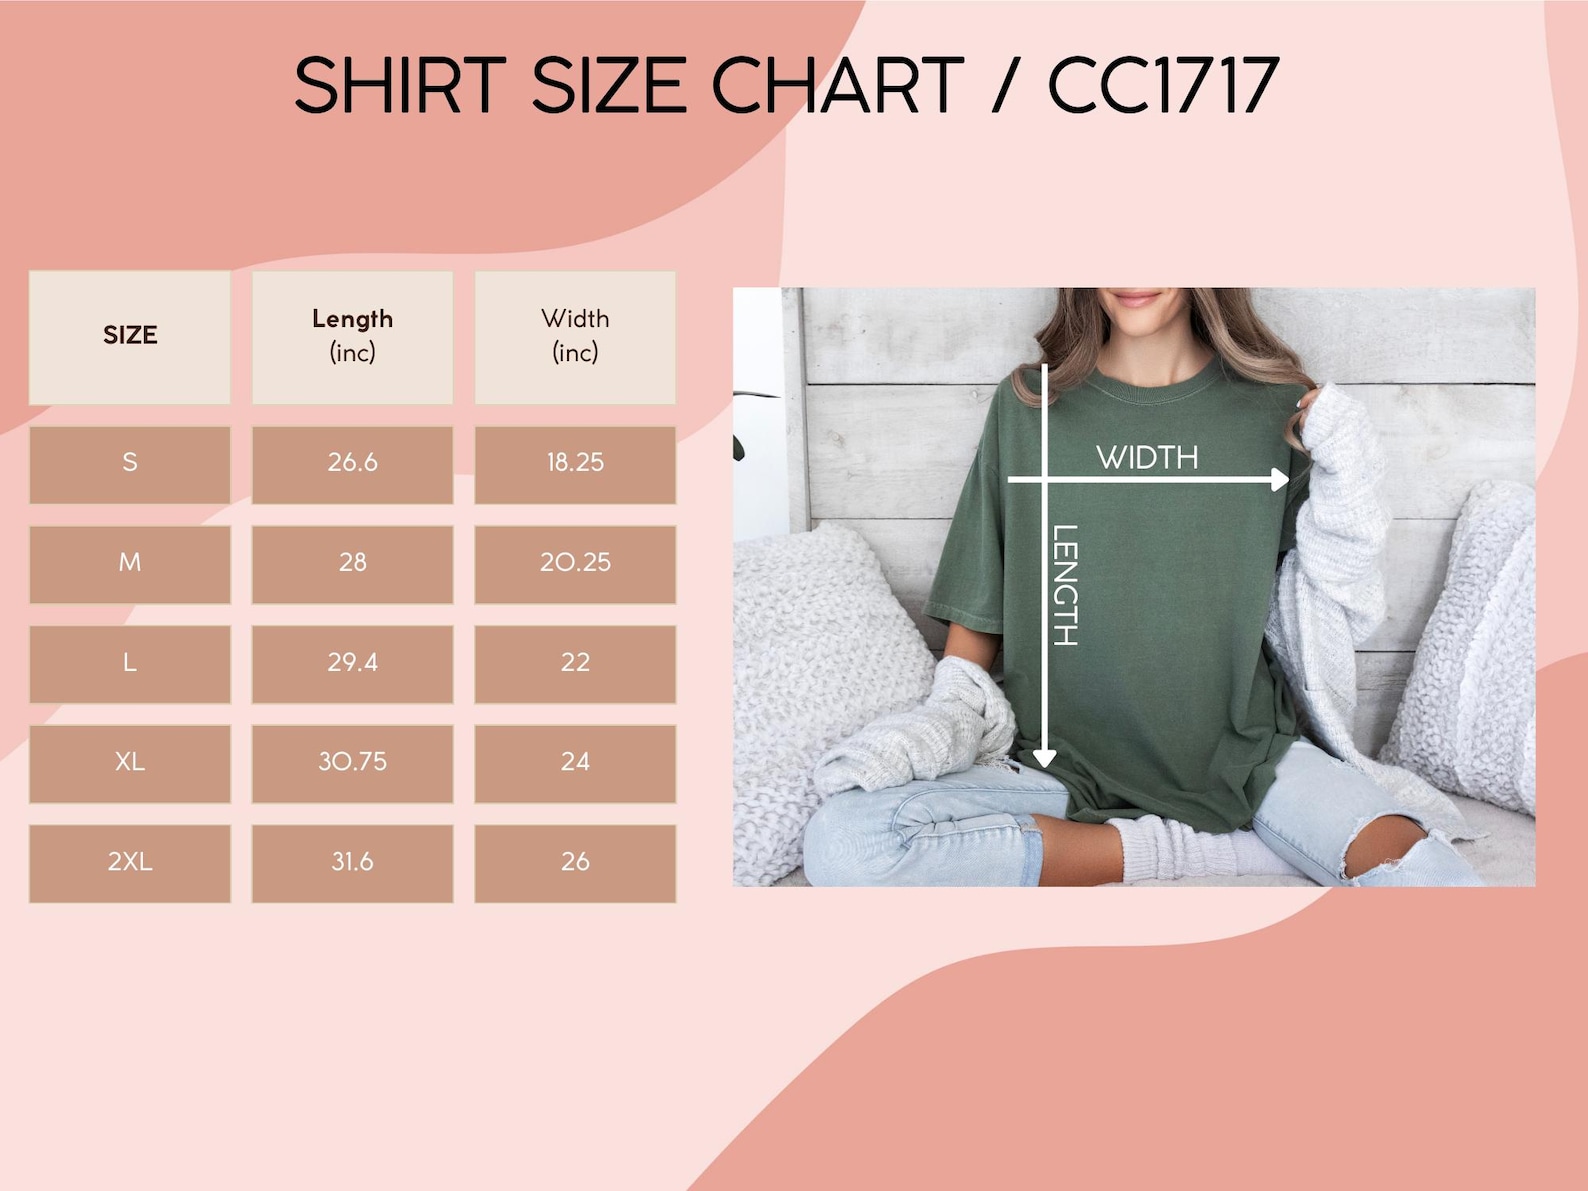 SHIRT SIZE CHART / CC1717
SIZE
Length
(inc)
Width
(inc)
S
26.6
18.25
M
28
20.25
L
29.4
22
XL
30.75
24
2XL
31.6
26
WIDTH
LENGTH